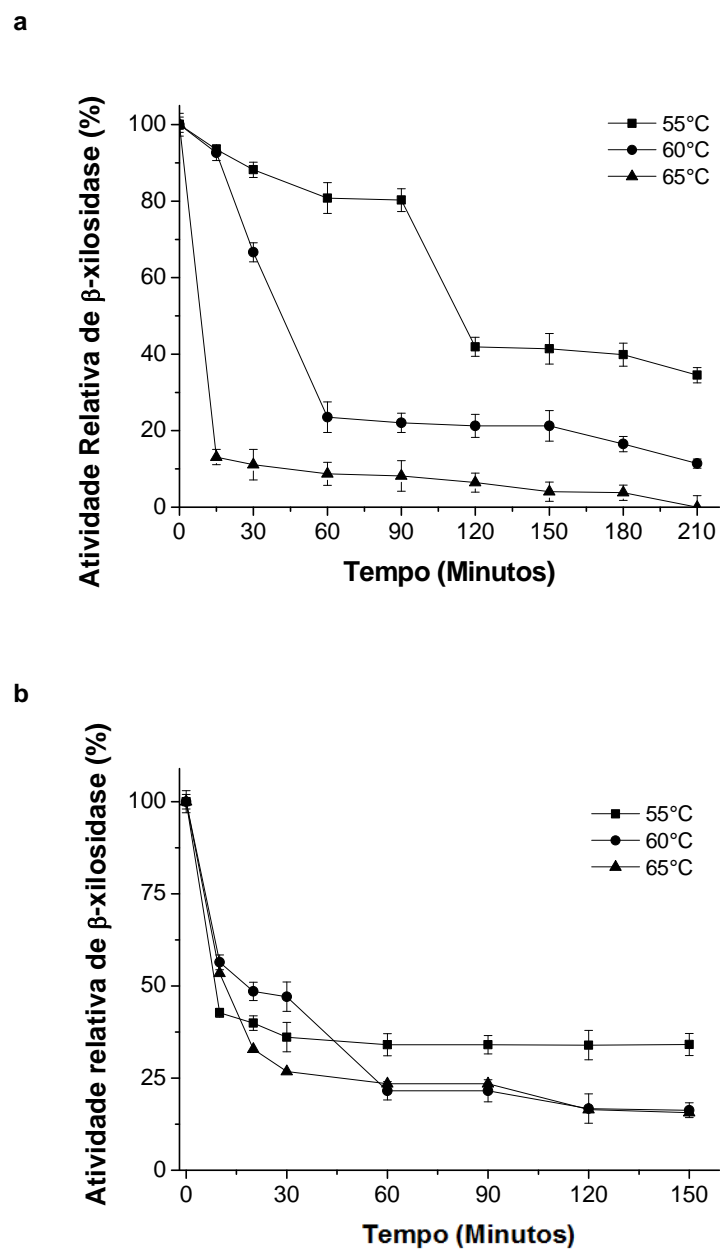 a
Atividade Relativa de β-xilosidase (%)
100
80
60
40
20
0
55°C
60°C
65°C
0 30 60 90 120 150 180 210
Tempo (Minutos)
b
Atividade relativa de β-xilosidase (%)
100
75
50
25
0
55°C
60°C
65°C
0 30 60 90 120 150
Tempo (Minutos)